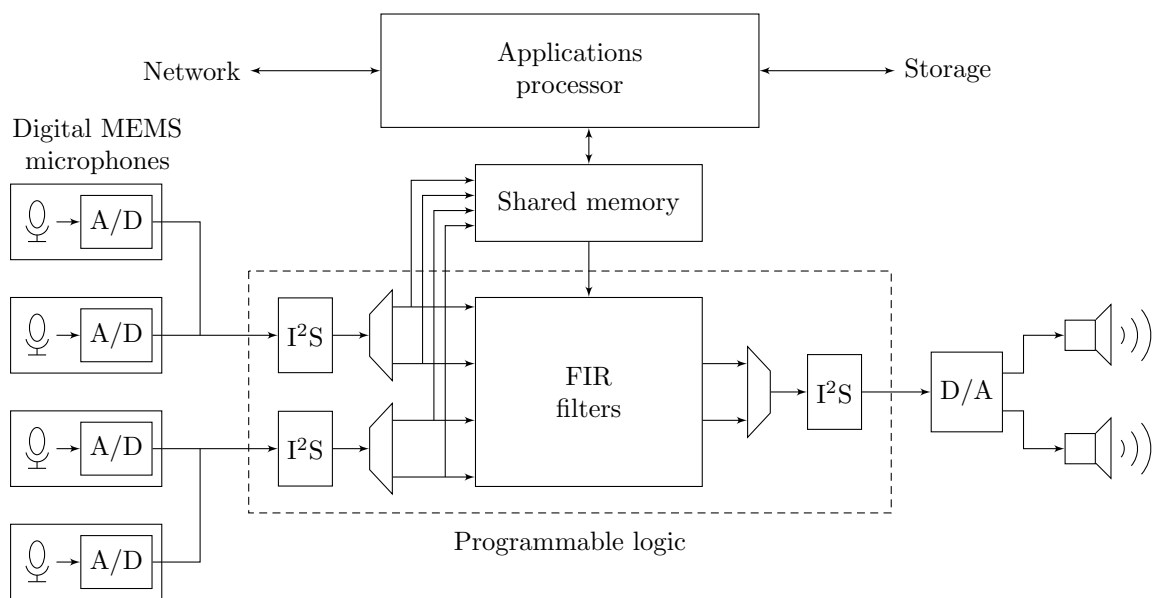 Applications
processor
Network
Storage
Digital MEMS
microphones
Shared memory
A/D
A/D
I²S
FIR
filters
I²S
D/A
A/D
I²S
A/D
Programmable logic